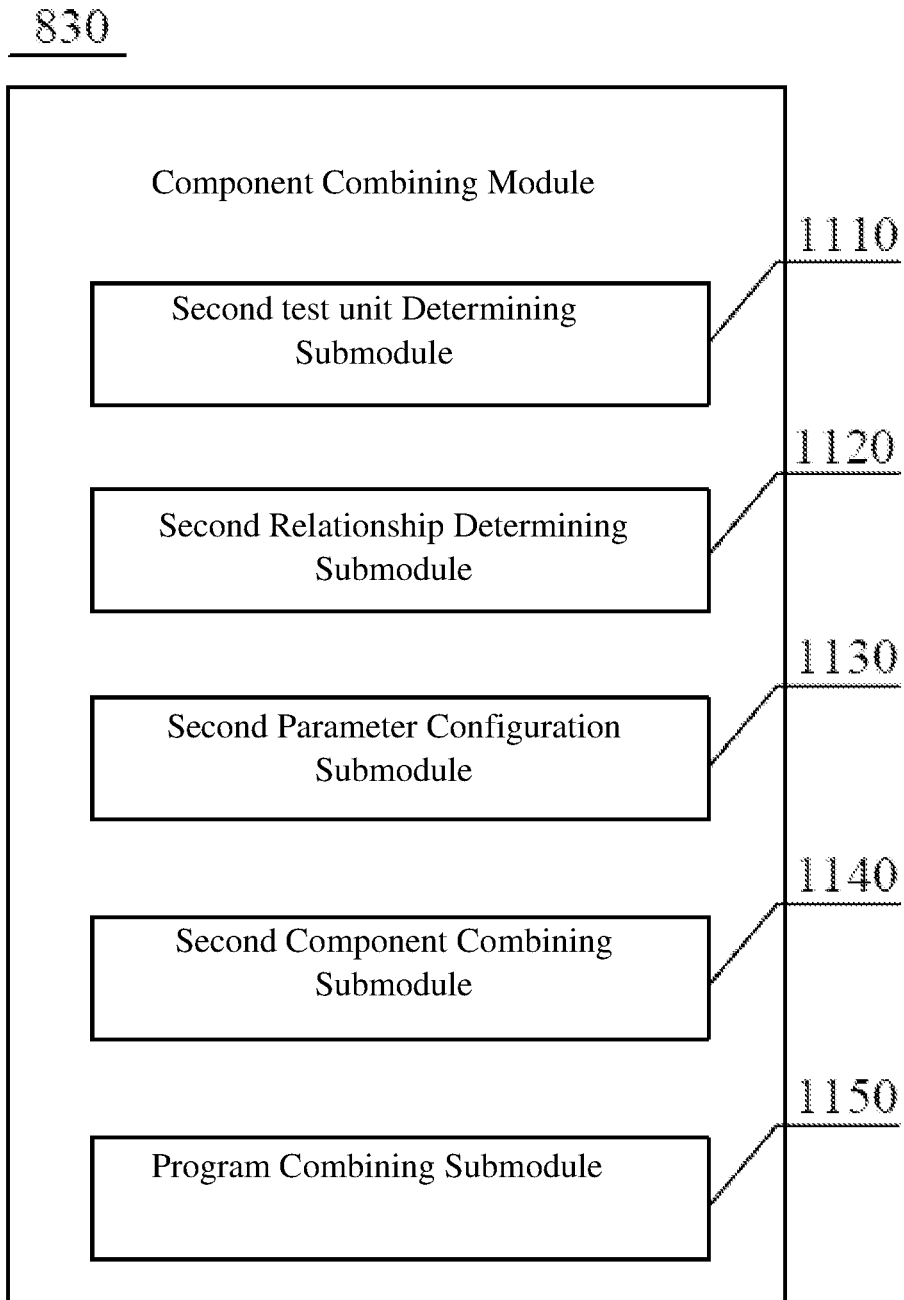 830
Component Combining Module
1110
Second test unit Determining
Submodule
1120
Second Relationship Determining
Submodule
1130
Second Parameter Configuration
Submodule
1140
Second Component Combining
Submodule
1150
Program Combining Submodule